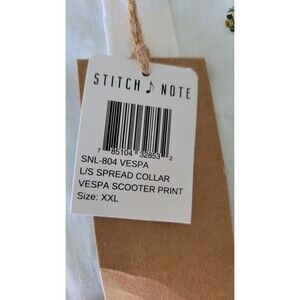 STITCH ♪ NOTE
7 85104 32853 2
SNL-804 VESPA
L/S SPREAD COLLAR
VESPA SCOOTER PRINT
Size: XXL